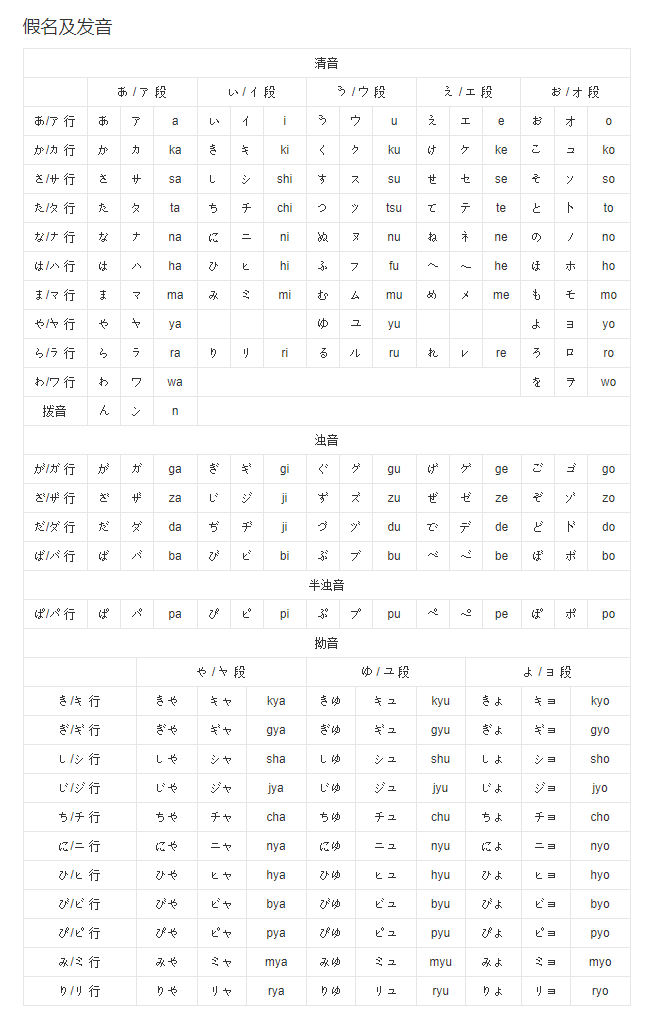 假名及发音
清音
あ / ア 段 い / イ 段 う / ウ 段 え / エ 段 お / オ 段
あ/ア 行 あ ア a い イ i う ウ u え エ e お オ o
か/カ 行 か カ ka き キ ki く ク ku け ケ ke こ コ ko
さ/サ 行 さ サ sa し シ shi す ス su せ セ se そ ソ so
た/タ 行 た タ ta ち チ chi つ ツ tsu て テ te と ト to
な/ナ 行 な ナ na に ニ ni ぬ ヌ nu ね ネ ne の ノ no
は/ハ 行 は ハ ha ひ ヒ hi ふ フ fu へ ヘ he ほ ホ ho
ま/マ 行 ま マ ma み ミ mi む ム mu め メ me も モ mo
や/ヤ 行 や ヤ ya ゆ ユ yu よ ヨ yo
ら/ラ 行 ら ラ ra り リ ri る ル ru れ レ re ろ ロ ro
わ/ワ 行 わ ワ wa を ヲ wo
拨音 ん ン n
浊音
が/ガ 行 が ガ ga ぎ ギ gi ぐ グ gu げ ゲ ge ご ゴ go
ざ/ザ 行 ざ ザ za じ ジ ji ず ズ zu ぜ ゼ ze ぞ ゾ zo
だ/ダ 行 だ ダ da ぢ ヂ ji づ ヅ du で デ de ど ド do
ば/バ 行 ば バ ba び ビ bi ぶ ブ bu べ ベ be ぼ ボ bo
半浊音
ぱ/パ 行 ぱ パ pa ぴ ピ pi ぷ プ pu ぺ ペ pe ぽ ポ po
拗音
や / ヤ 段 ゆ / ユ 段 よ / ヨ 段
き/キ 行 きゃ キャ kya きゅ キュ kyu きょ キョ kyo
ぎ/ギ 行 ぎゃ ギャ gya ぎゅ ギュ gyu ぎょ ギョ gyo
し/シ 行 しゃ シャ sha しゅ シュ shu しょ ショ sho
じ/ジ 行 じゃ ジャ jya じゅ ジュ jyu じょ ジョ jyo
ち/チ 行 ちゃ チャ cha ちゅ チュ chu ちょ チョ cho
に/ニ 行 にゃ ニャ nya にゅ ニュ nyu にょ ニョ nyo
ひ/ヒ 行 ひゃ ヒャ hya ひゅ ヒュ hyu ひょ ヒョ hyo
び/ビ 行 びゃ ビャ bya びゅ ビュ byu びょ ビョ byo
ぴ/ピ 行 ぴゃ ピャ pya ぴゅ ピュ pyu ぴょ ピョ pyo
み/ミ 行 みゃ ミャ mya みゅ ミュ myu みょ ミョ myo
り/リ 行 りゃ リャ rya りゅ リュ ryu りょ リョ ryo